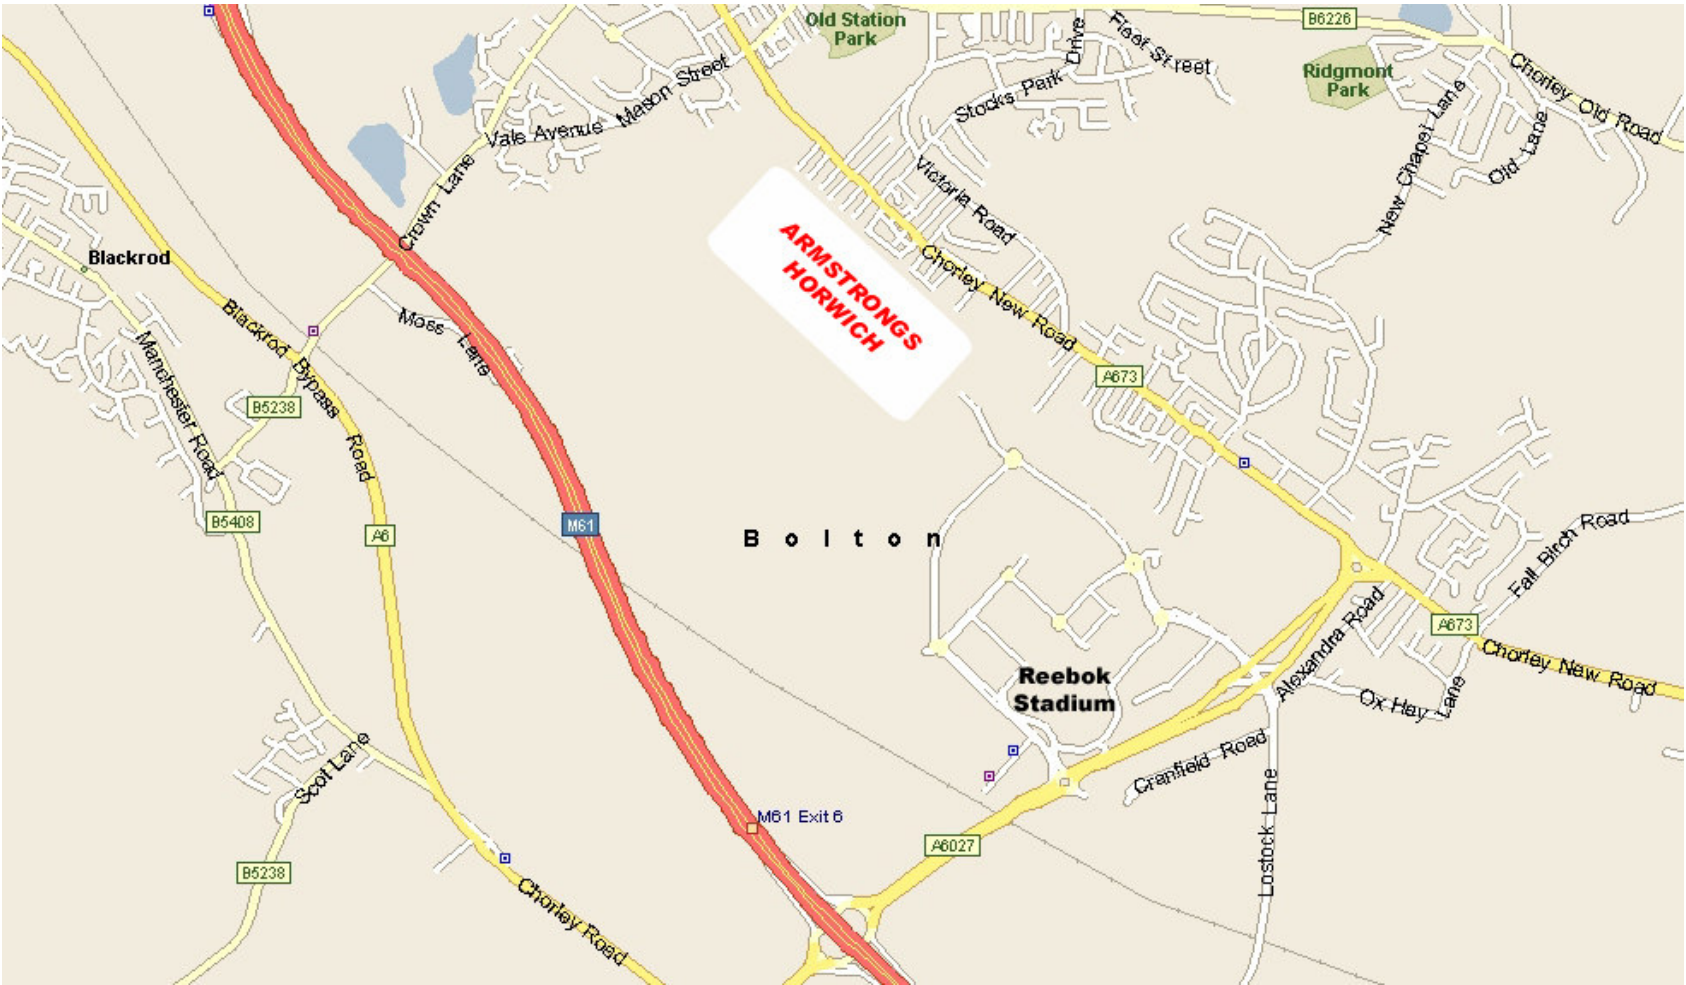 Old Station
Park
B6226
Fleet Street
Ridgmont
Park
Chorley Old Road
Stocks Park Drive
Mason Street
Vale Avenue
New Chapel Lane
Old Lane
Crown Lane
Victoria Road
ARMSTRONGS
HORWICH
Blackrod
Chorley New Road
Blackrod Bypass Road
Moss Lane
Manchester Road
A673
B5238
B5408
A6
M61
Bolton
Fall Birch Road
Alexandra Road
A673
Chorley New Road
Reebok
Stadium
Ox Hey Lane
Cranfield Road
Scot Lane
M61 Exit 6
A6027
Lostock Lane
B5238
Chorley Road